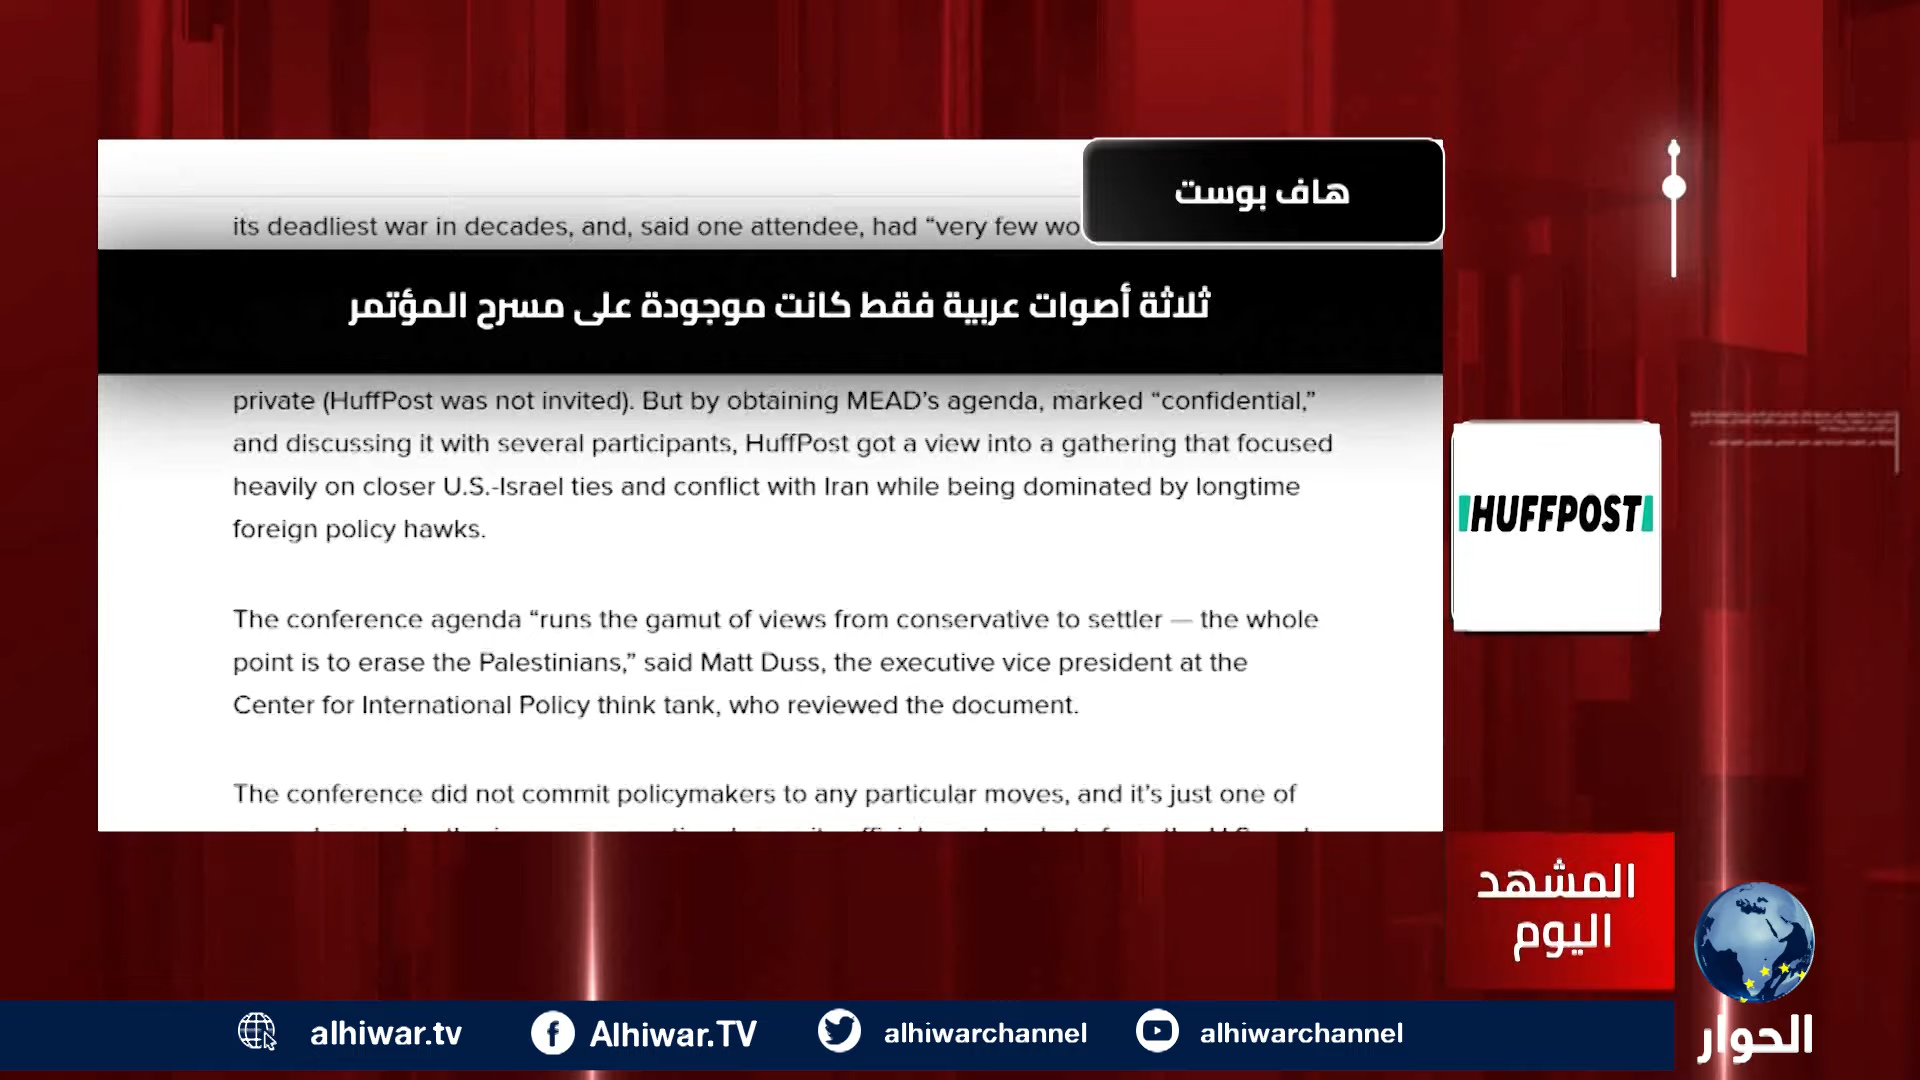 هاف بوست
its deadliest war in decades, and, said one attendee, had “very few wo
ثلاثة أصوات عربية فقط كانت موجودة على مسرح المؤتمر
private (HuffPost was not invited). But by obtaining MEAD’s agenda, marked “confidential,”
and discussing it with several participants, HuffPost got a view into a gathering that focused
heavily on closer U.S.-Israel ties and conflict with Iran while being dominated by longtime
foreign policy hawks.
The conference agenda “runs the gamut of views from conservative to settler — the whole
point is to erase the Palestinians,” said Matt Duss, the executive vice president at the
Center for International Policy think tank, who reviewed the document.
The conference did not commit policymakers to any particular moves, and it’s just one of
HUFFPOST
المشهد
اليوم
الحوار
alhiwar.tv
Alhiwar.TV
alhiwarchannel
alhiwarchannel